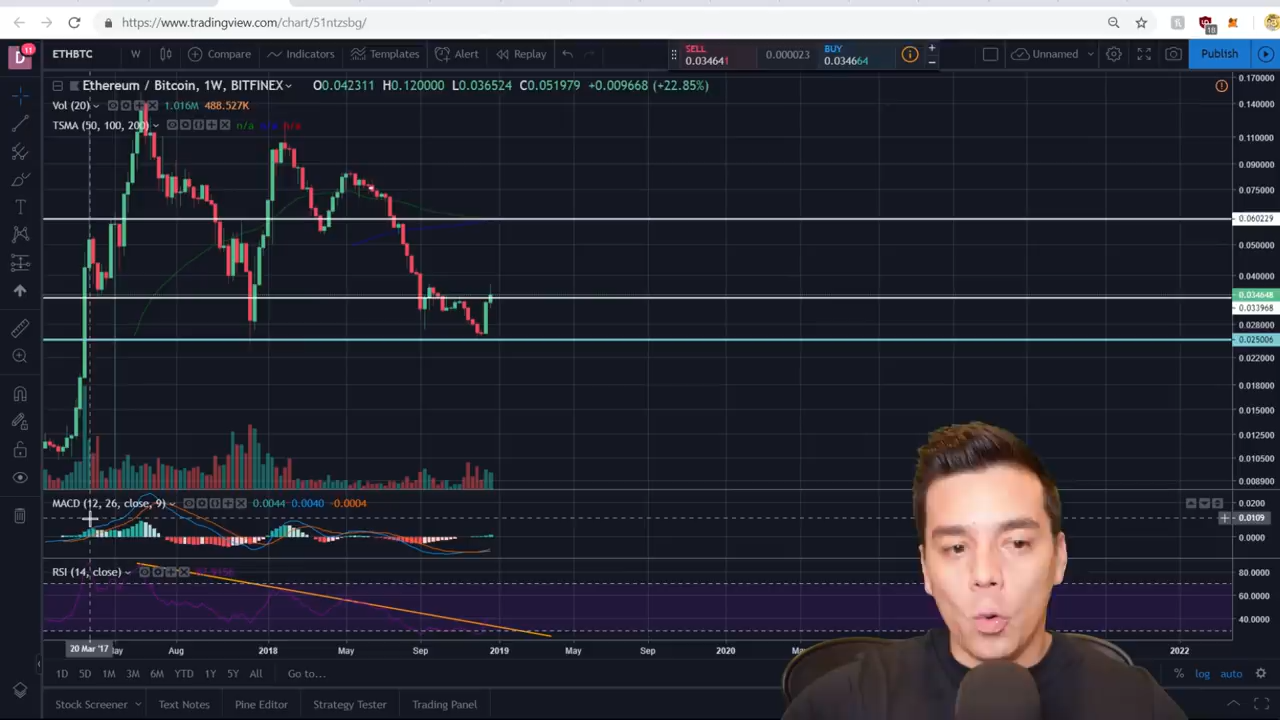 https://www.tradingview.com/chart/51ntzsbg/
18
11
D
ETHBTC W Compare Indicators Templates Alert Replay
SELL
0.034641
0.000023
BUY
0.034664
Unnamed Publish
Ethereum / Bitcoin, 1W, BITFINEX O0.042311 H0.120000 L0.036524 C0.051979 +0.009668 (+22.85%)
Vol (20) 1.016M 488.527K
TSMA (50, 100, 200) n/a n/a n/a
0.170000
0.140000
0.110000
0.090000
0.075000
0.060229
0.050000
0.040000
0.034648
0.033968
0.028000
0.025006
0.022000
0.018000
0.015000
0.012500
0.010500
0.008900
MACD (12, 26, close, 9) 0.0044 0.0040 -0.0004
0.0200
0.0109
0.0000
RSI (14, close)
80.0000
60.0000
40.0000
20 Mar '17 Aug 2018 May Sep 2019 May Sep 2020 2022
1D 5D 1M 3M 6M YTD 1Y 5Y All Go to... % log auto
Stock Screener Text Notes Pine Editor Strategy Tester Trading Panel